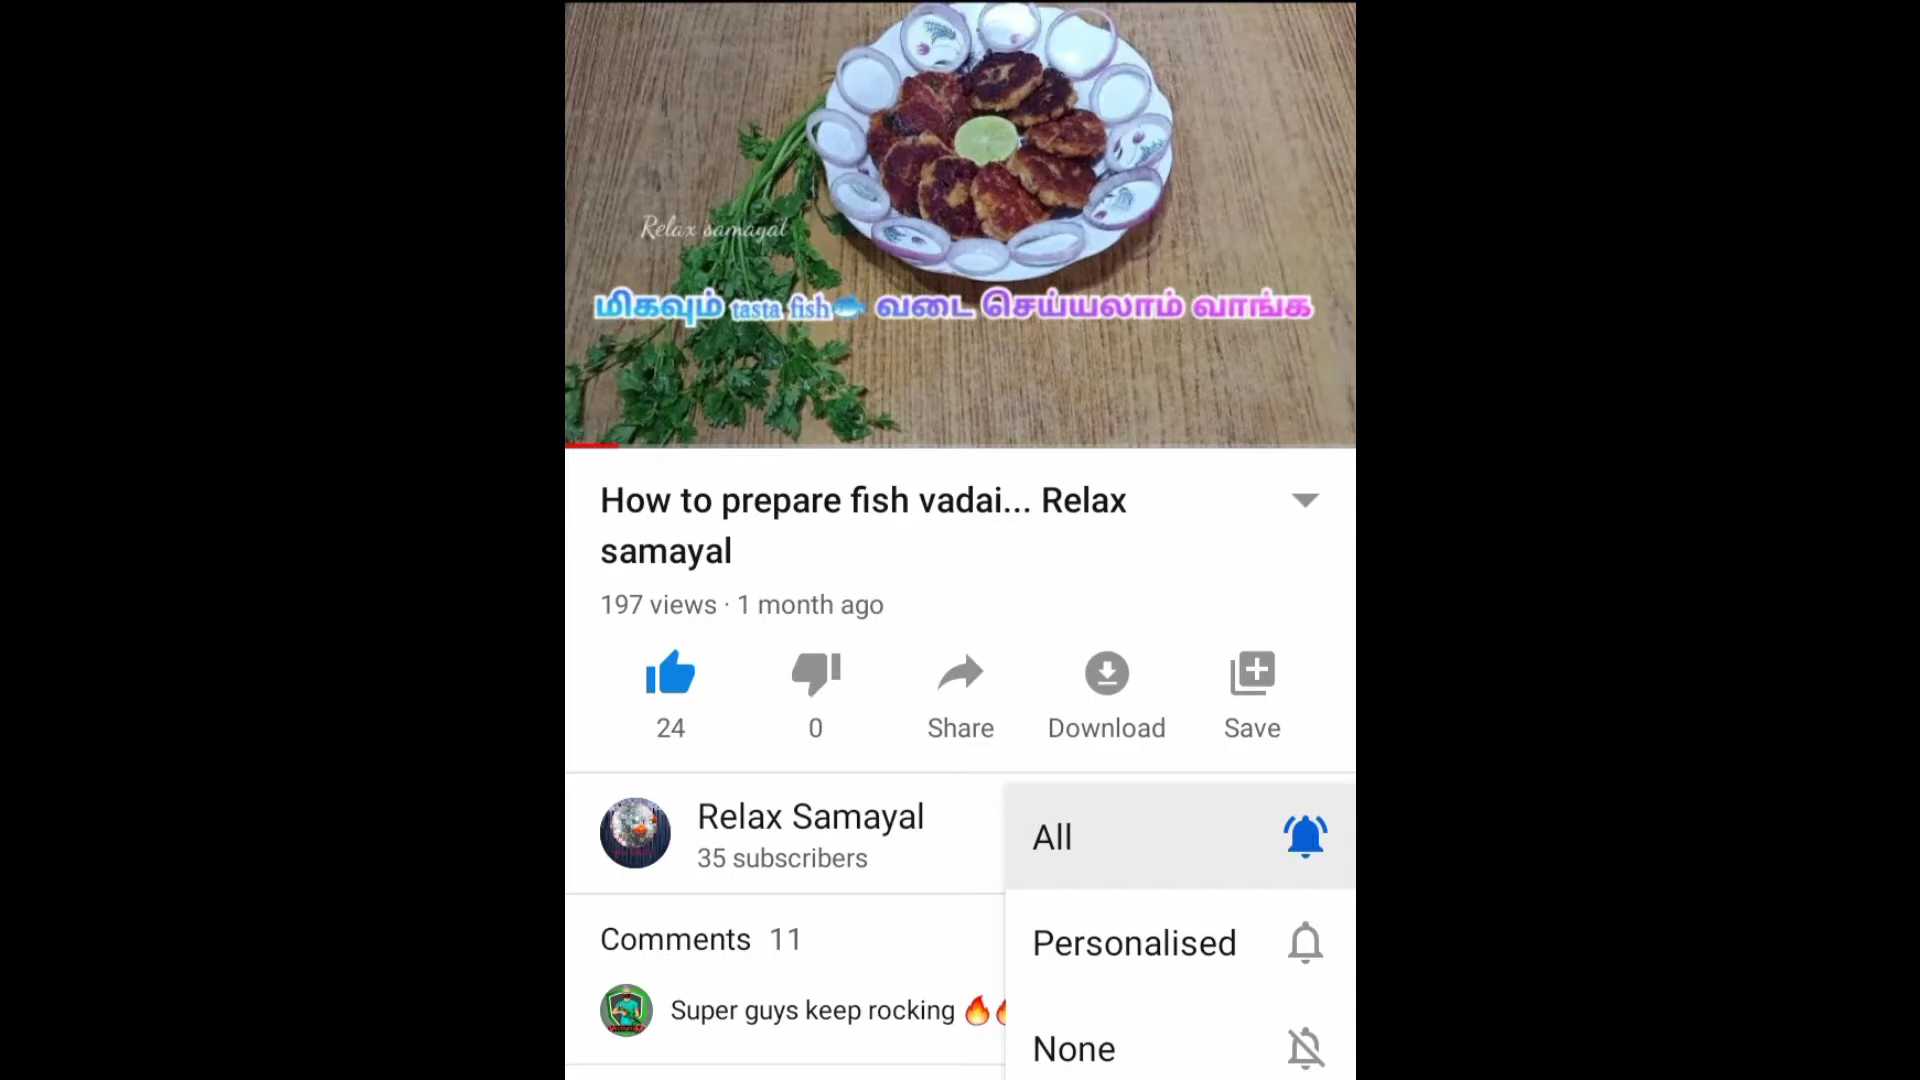 Relax samayal
மிகவும் tasta fish வடை செய்யலாம் வாங்க
How to prepare fish vadai... Relax
samayal
197 views · 1 month ago
24
0
Share
Download
Save
Relax Samayal
35 subscribers
All
Comments 11
Personalised
Super guys keep rocking 🔥
None